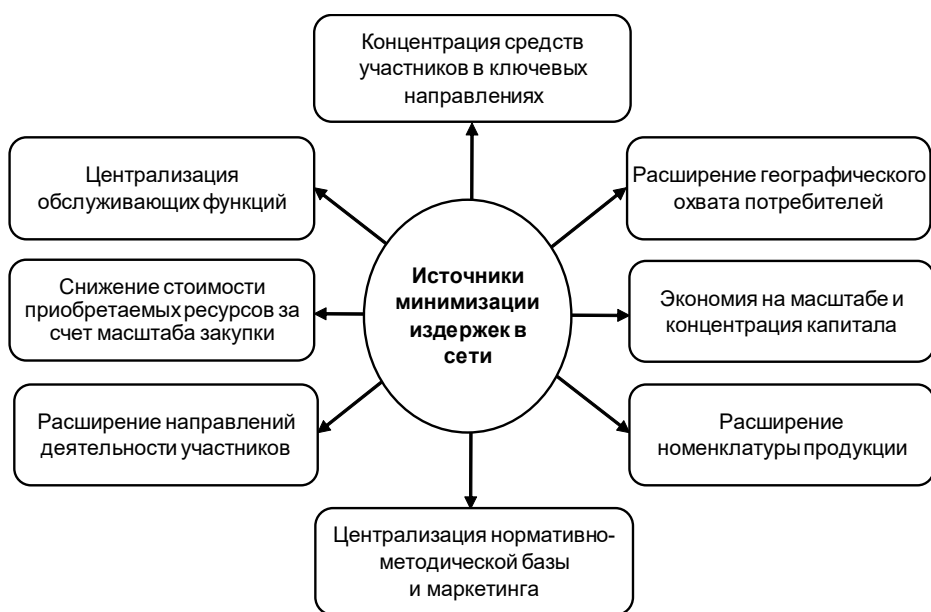 Концентрация средств
участников в ключевых
направлениях
Централизация
обслуживающих функций
Расширение географического
охвата потребителей
Источники
минимизации
издержек в
сети
Снижение стоимости
приобретаемых ресурсов за
счет масштаба закупки
Экономия на масштабе и
концентрация капитала
Расширение направлений
деятельности участников
Расширение
номенклатуры продукции
Централизация нормативно-
методической базы
и маркетинга